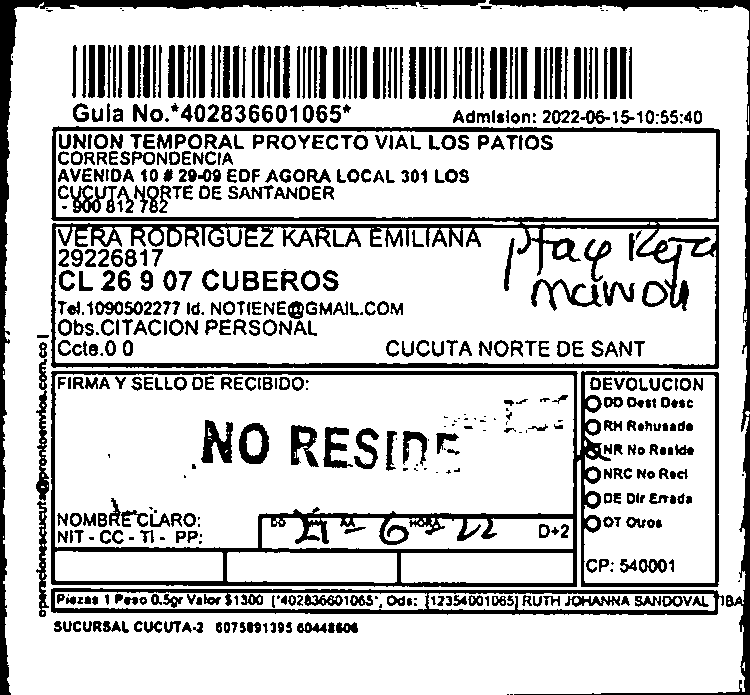 Guia No.*402836601065*
Admision: 2022-06-15-10:55:40
UNION TEMPORAL PROYECTO VIAL LOS PATIOS
CORRESPONDENCIA
AVENIDA 10 # 29-09 EDF AGORA LOCAL 301 LOS
CUCUTA NORTE DE SANTANDER
- 900 812 782
VERA RODRIGUEZ KARLA EMILIANA
29226817
CL 26 9 07 CUBEROS
Tel.1090502277 Id. NOTIENE@GMAIL.COM
Obs.CITACION PERSONAL
Ccte.0 0
CUCUTA NORTE DE SANT
FIRMA Y SELLO DE RECIBIDO:
NO RESIDE
NOMBRE CLARO:
NIT - CC - TI - PP:
DD AA HORA
6 - 22
D+2
DEVOLUCION
DD Dest Desc
RH Rehusado
NR No Reside
NRC No Recl
DE Dir Errada
OT Otros
CP: 540001
operacionescucuta@prontoenvios.com.co
Piezas 1 Peso 0.5gr Valor $1300 [*402836601065*, Ods: [12354001065] RUTH JOHANNA SANDOVAL TIBA
SUCURSAL CUCUTA-2 6075891395 60448606